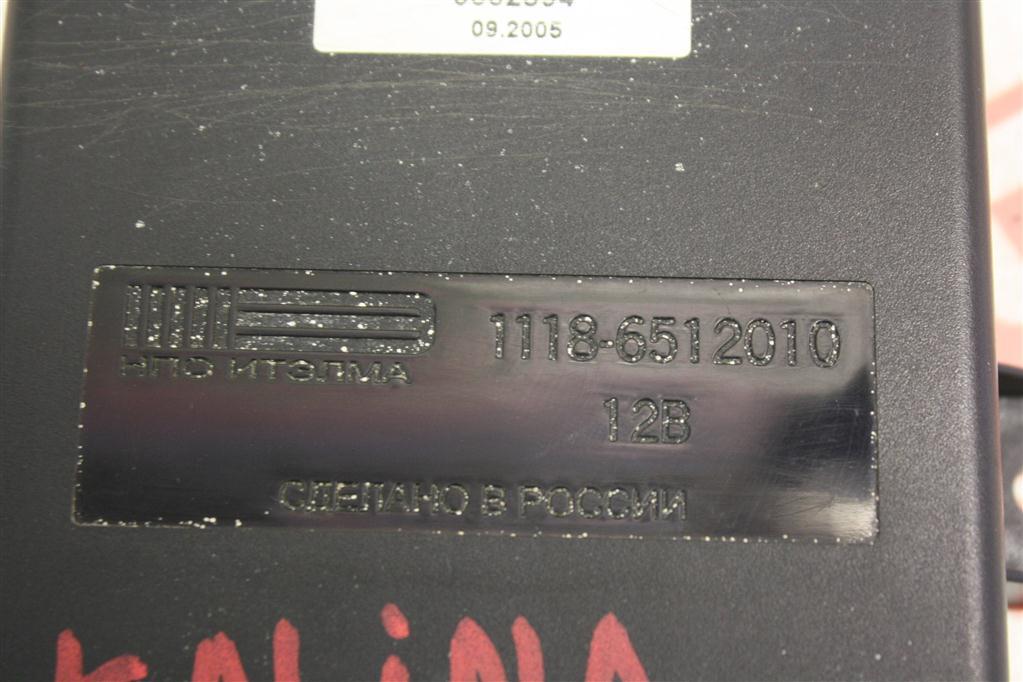 09.2005
НПО ИТЭЛМА
1118-6512010
12В
СДЕЛАНО В РОССИИ
KALiNA